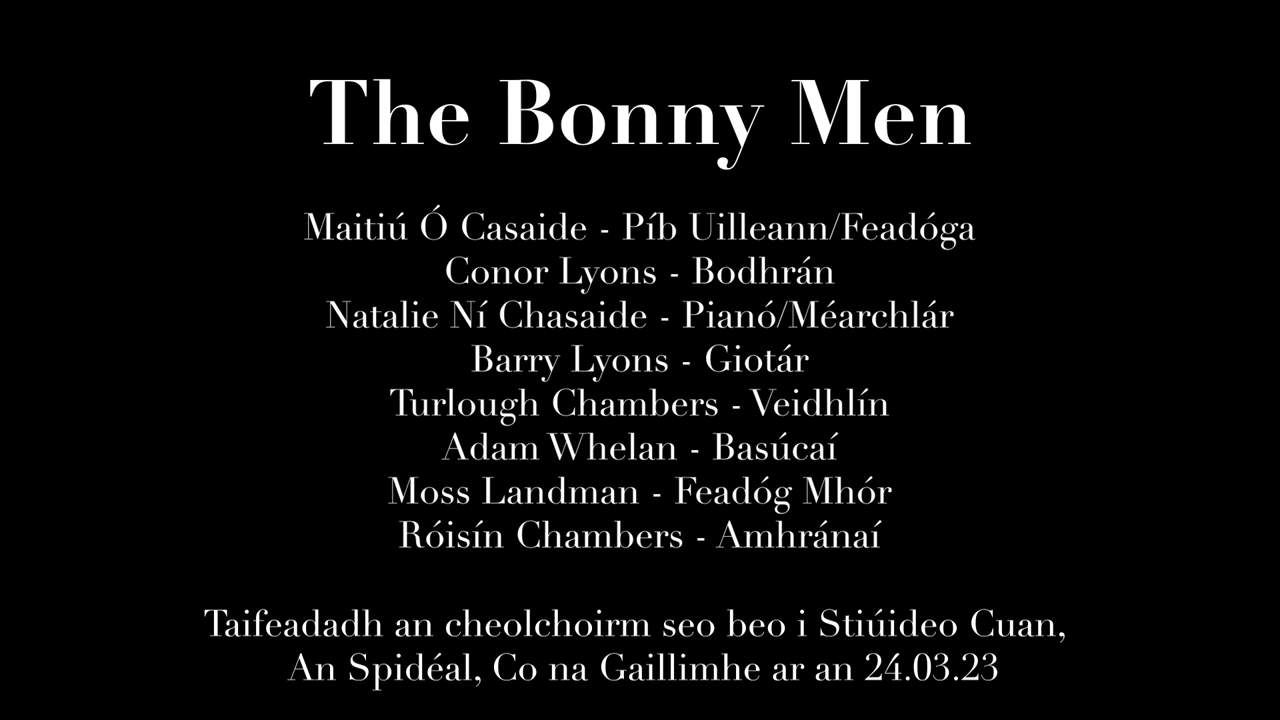 The Bonny Men
Maitiú Ó Casaide - Píb Uilleann/Feadóga
Conor Lyons - Bodhrán
Natalie Ní Chasaide - Pianó/Méarchlár
Barry Lyons - Giotár
Turlough Chambers - Veidhlín
Adam Whelan - Basúcaí
Moss Landman - Feadóg Mhór
Róisín Chambers - Amhránaí
Taifeadadh an cheolchoirm seo beo i Stiúideo Cuan,
An Spidéal, Co na Gaillimhe ar an 24.03.23